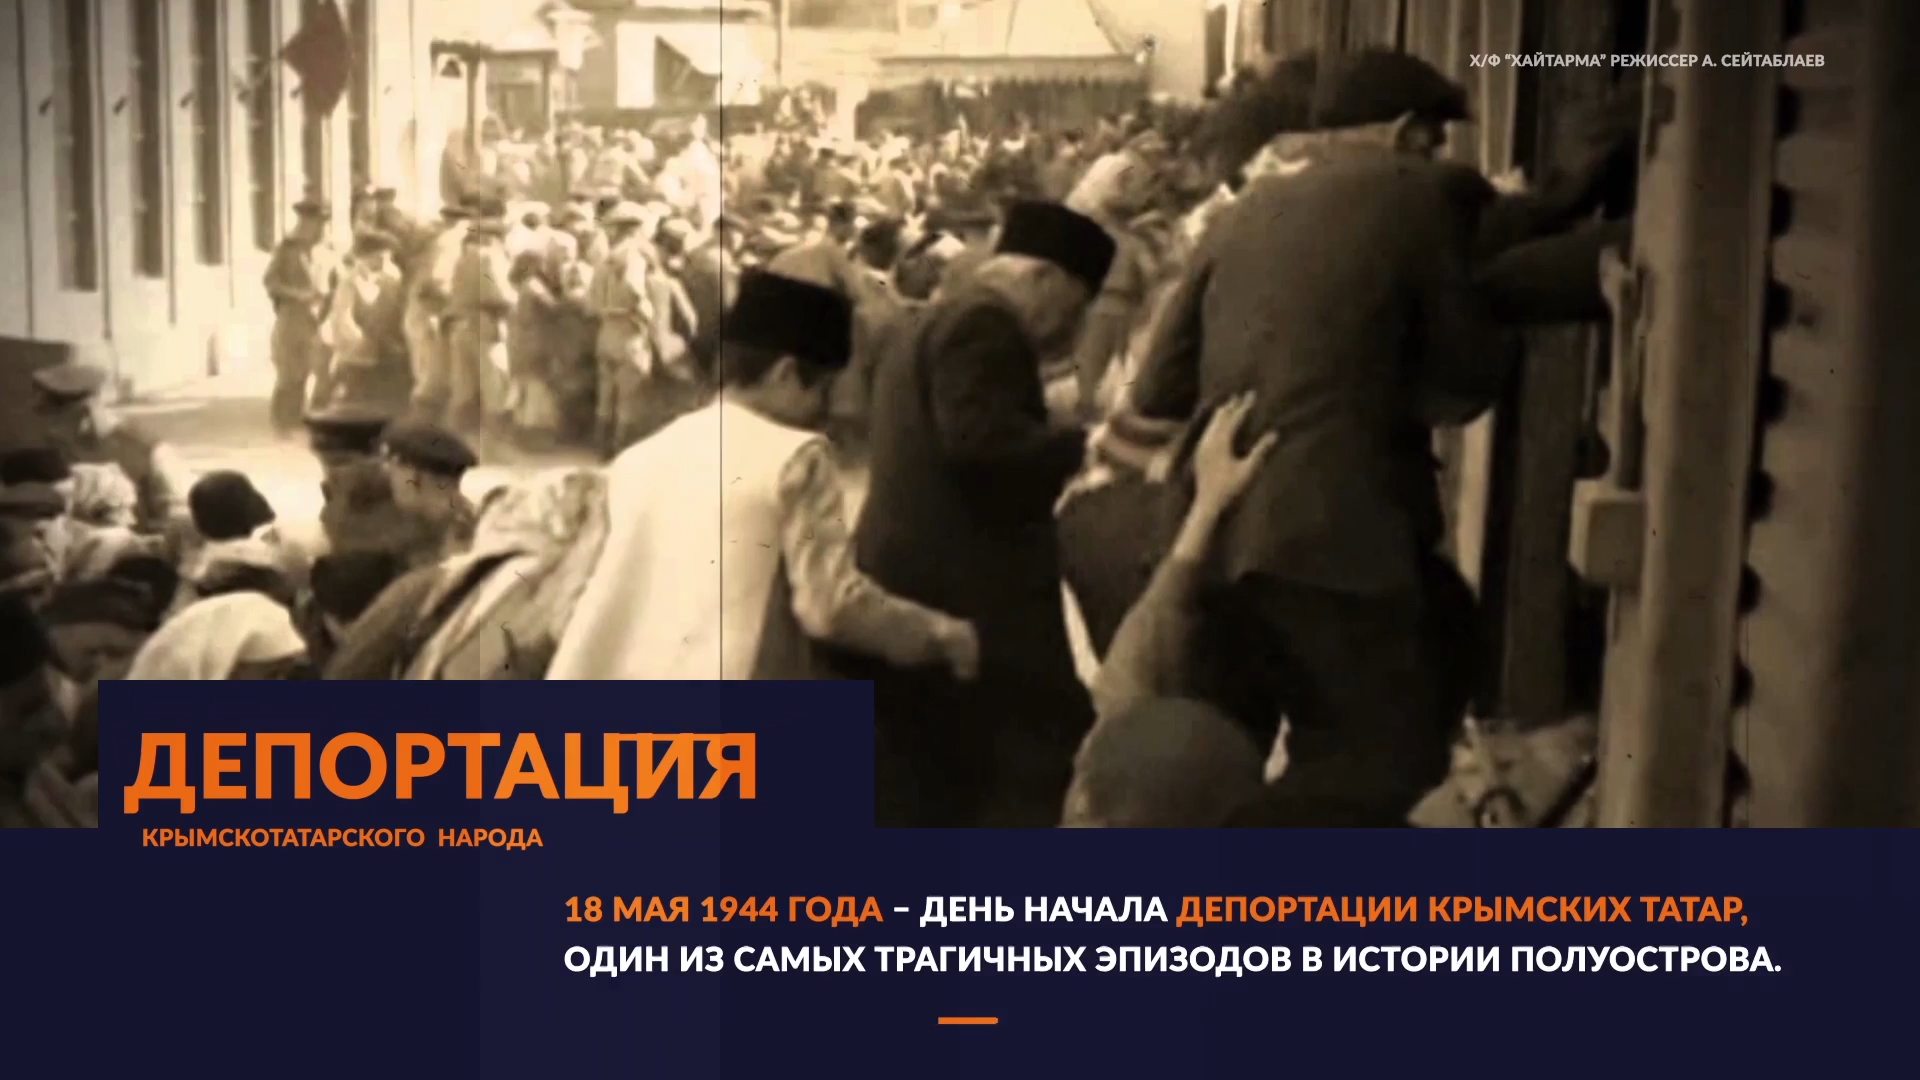 Х/Ф “ХАЙТАРМА” РЕЖИССЕР А. СЕЙТАБЛАЕВ
ДЕПОРТАЦИЯ
КРЫМСКОТАТАРСКОГО НАРОДА
18 МАЯ 1944 ГОДА – ДЕНЬ НАЧАЛА ДЕПОРТАЦИИ КРЫМСКИХ ТАТАР,
ОДИН ИЗ САМЫХ ТРАГИЧНЫХ ЭПИЗОДОВ В ИСТОРИИ ПОЛУОСТРОВА.